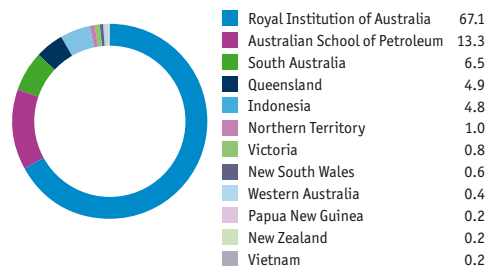 Royal Institution of Australia 67.1
Australian School of Petroleum 13.3
South Australia 6.5
Queensland 4.9
Indonesia 4.8
Northern Territory 1.0
Victoria 0.8
New South Wales 0.6
Western Australia 0.4
Papua New Guinea 0.2
New Zealand 0.2
Vietnam 0.2